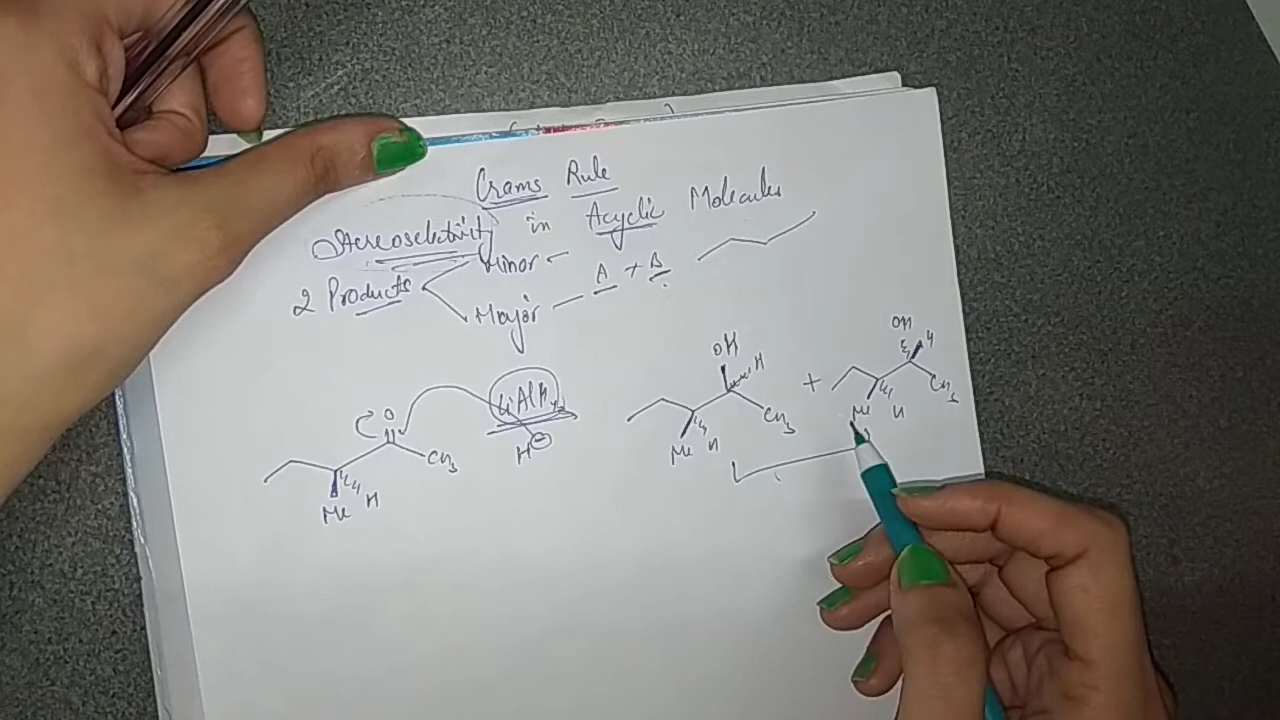 Crams Rule
Stereoselectivity in Acyclic Molecules
2 Products
Minor –
Major – A + B
O
CH3
Me H
LiAlH4
H⊖
OH
H
CH3
Me H
+
OH
H
CH3
Me H